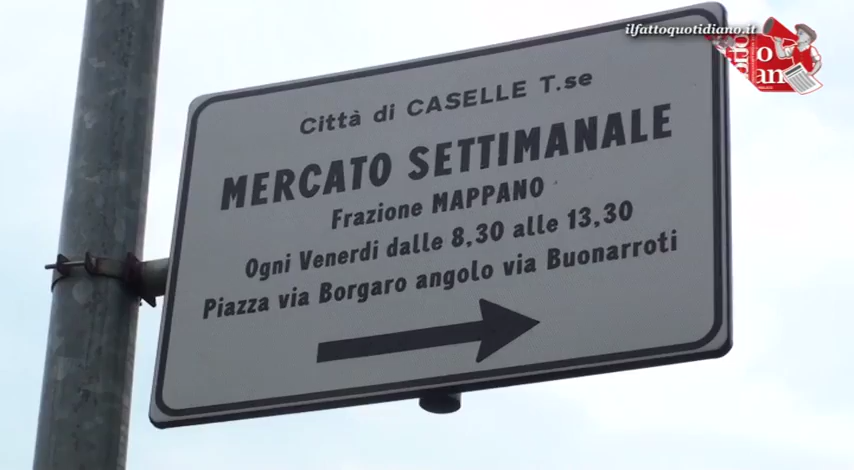 ilfattoquotidiano.it
Città di CASELLE T.se
MERCATO SETTIMANALE
Frazione MAPPANO
Ogni Venerdi dalle 8,30 alle 13,30
Piazza via Borgaro angolo via Buonarroti